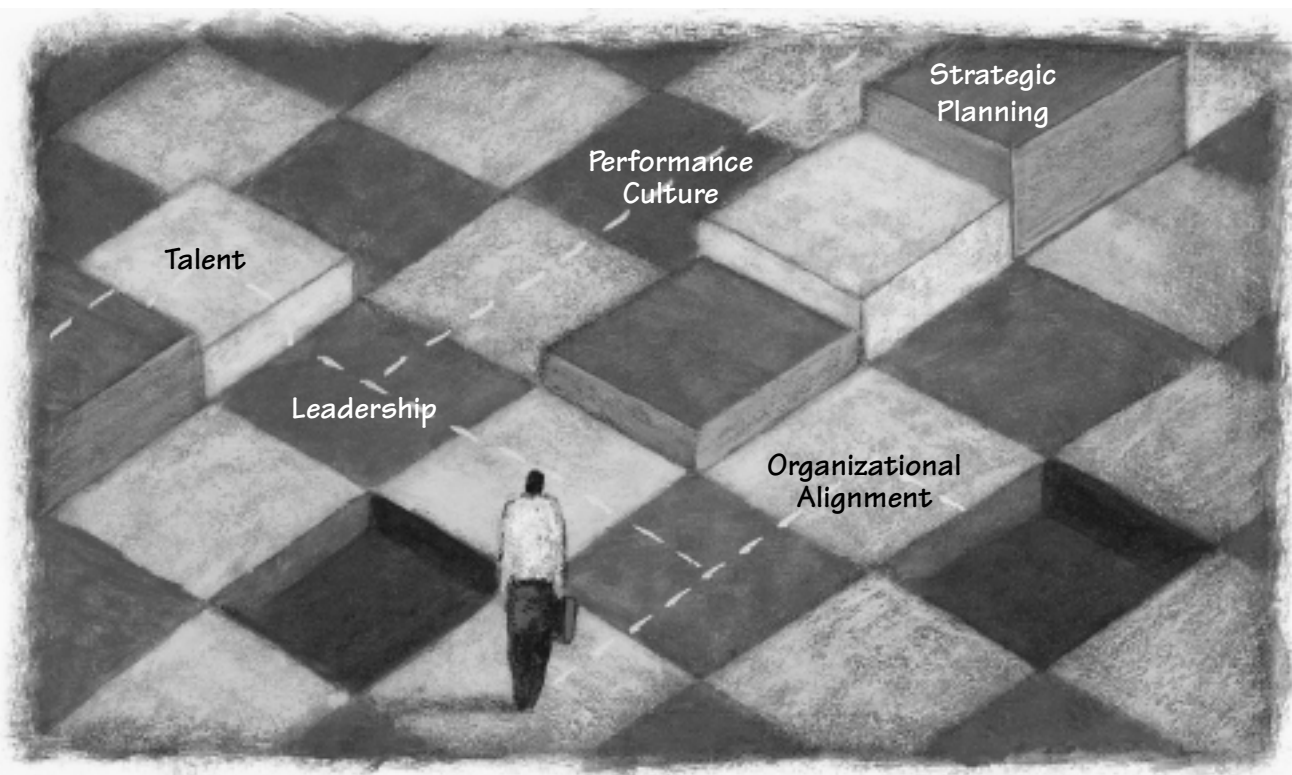 Strategic
Planning
Performance
Culture
Talent
Leadership
Organizational
Alignment